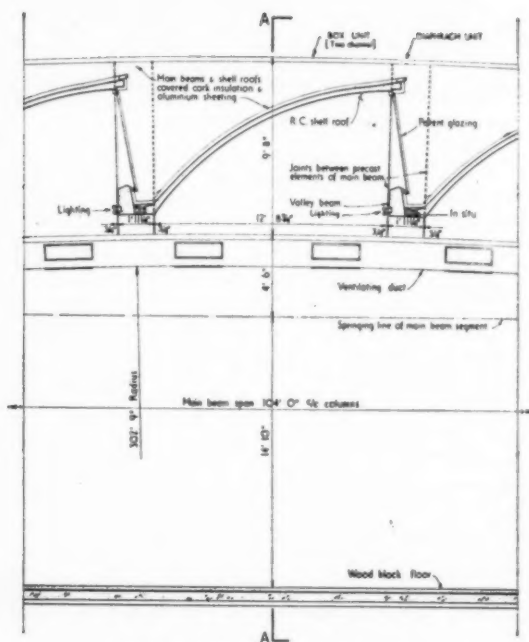 A
BOX UNIT
[Two channel]
DIAPHRAGM UNIT
Main beams & shell roofs
covered cork insulation &
aluminium sheeting
R.C. shell roof
Patent glazing
9' 8"
Joints between precast
elements of main beam
Valley beam
Lighting
Lighting
In situ
12'
Ventilating duct
4' 6"
Springing line of main beam segment
302' 9" Radius
Main beam span 104' 0" c/c columns
14' 10"
Wood block floor
A